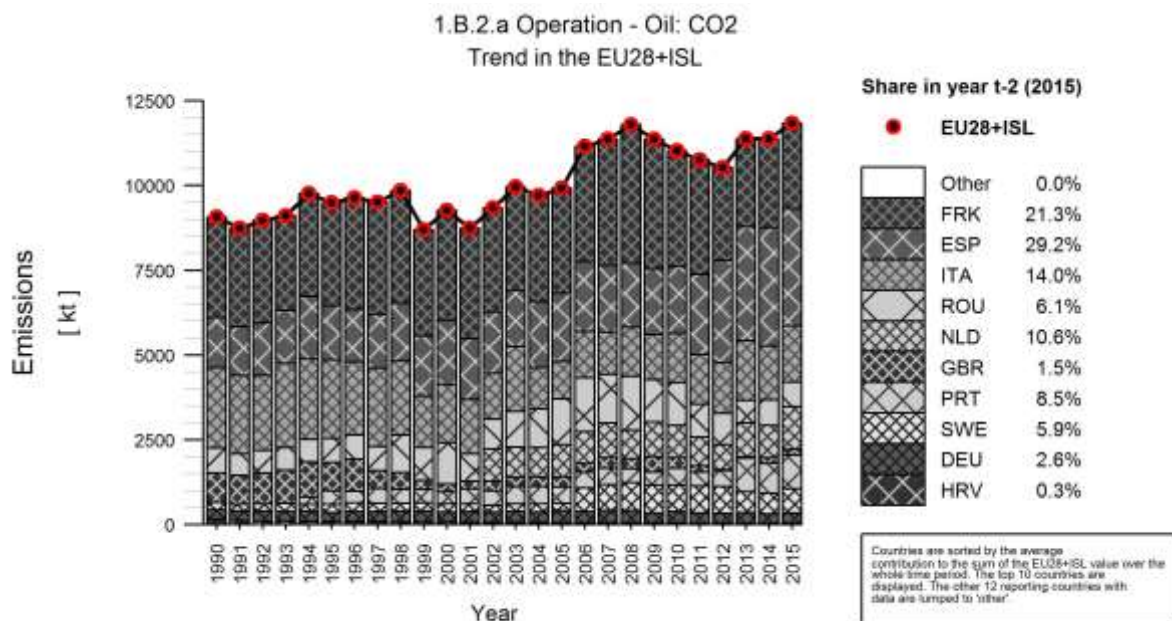 1.B.2.a Operation - Oil: CO2
Trend in the EU28+ISL
Share in year t-2 (2015)
EU28+ISL
Other 0.0%
FRK 21.3%
ESP 29.2%
ITA 14.0%
ROU 6.1%
NLD 10.6%
GBR 1.5%
PRT 8.5%
SWE 5.9%
DEU 2.6%
HRV 0.3%
Countries are sorted by the average
contribution to the sum of the EU28+ISL value over the
whole time period. The top 10 countries are
displayed. The other 12 reporting countries with
data are lumped to 'other'
Emissions
[ kt ]
12500
10000
7500
5000
2500
0
1990 1991 1992 1993 1994 1995 1996 1997 1998 1999 2000 2001 2002 2003 2004 2005 2006 2007 2008 2009 2010 2011 2012 2013 2014 2015
Year